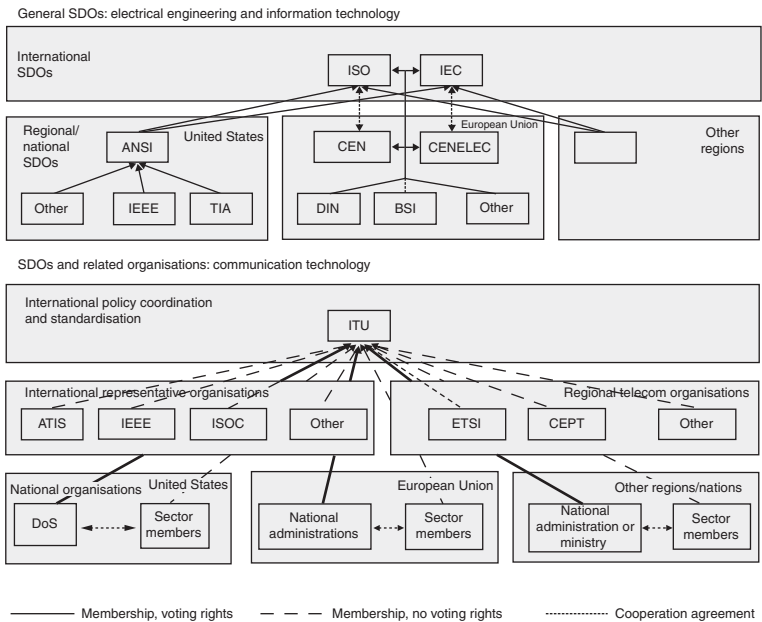 General SDOs: electrical engineering and information technology
International
SDOs
ISO
IEC
Regional/
national
SDOs
United States
ANSI
Other
IEEE
TIA
European Union
CEN
CENELEC
DIN
BSI
Other
Other
regions
SDOs and related organisations: communication technology
International policy coordination
and standardisation
ITU
International representative organisations
ATIS
IEEE
ISOC
Other
Regional telecom organisations
ETSI
CEPT
Other
National organisations
United States
DoS
Sector
members
European Union
National
administrations
Sector
members
Other regions/nations
National
administration or
ministry
Sector
members
Membership, voting rights
Membership, no voting rights
Cooperation agreement